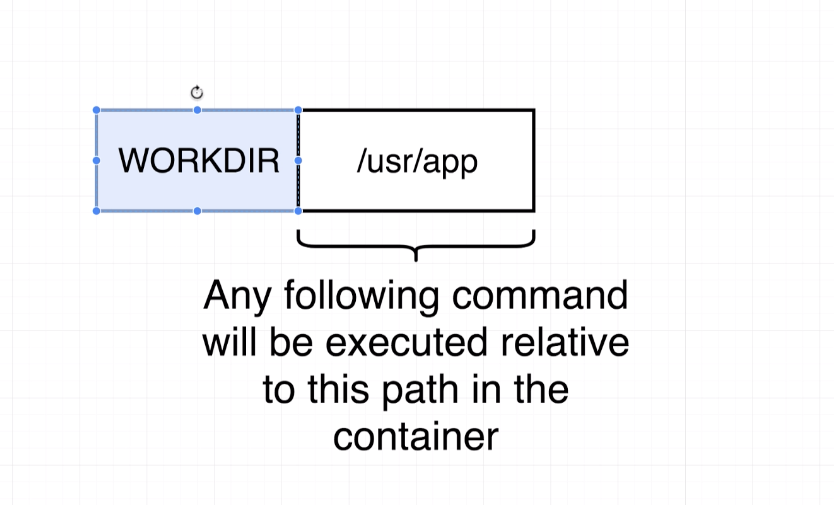 WORKDIR /usr/app
Any following command
will be executed relative
to this path in the
container